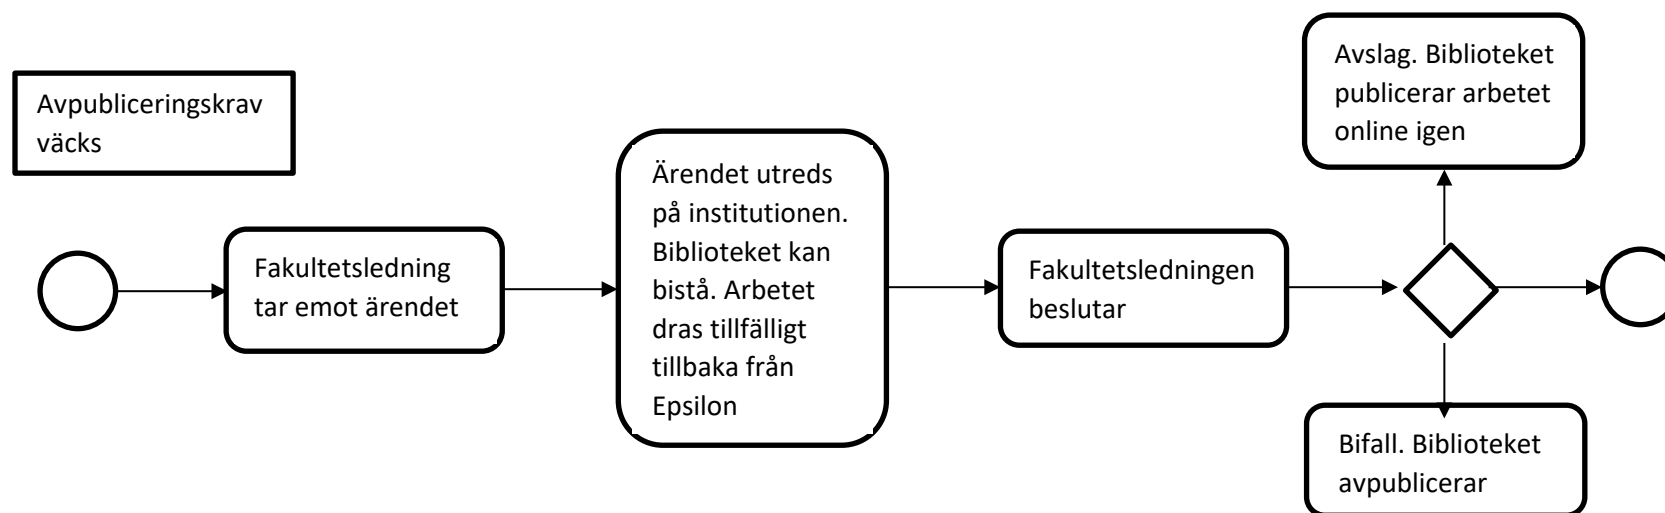 Avpubliceringskrav
väcks
Fakultetsledning
tar emot ärendet
Ärendet utreds
på institutionen.
Biblioteket kan
bistå. Arbetet
dras tillfälligt
tillbaka från
Epsilon
Fakultetsledningen
beslutar
Avslag. Biblioteket
publicerar arbetet
online igen
Bifall. Biblioteket
avpublicerar